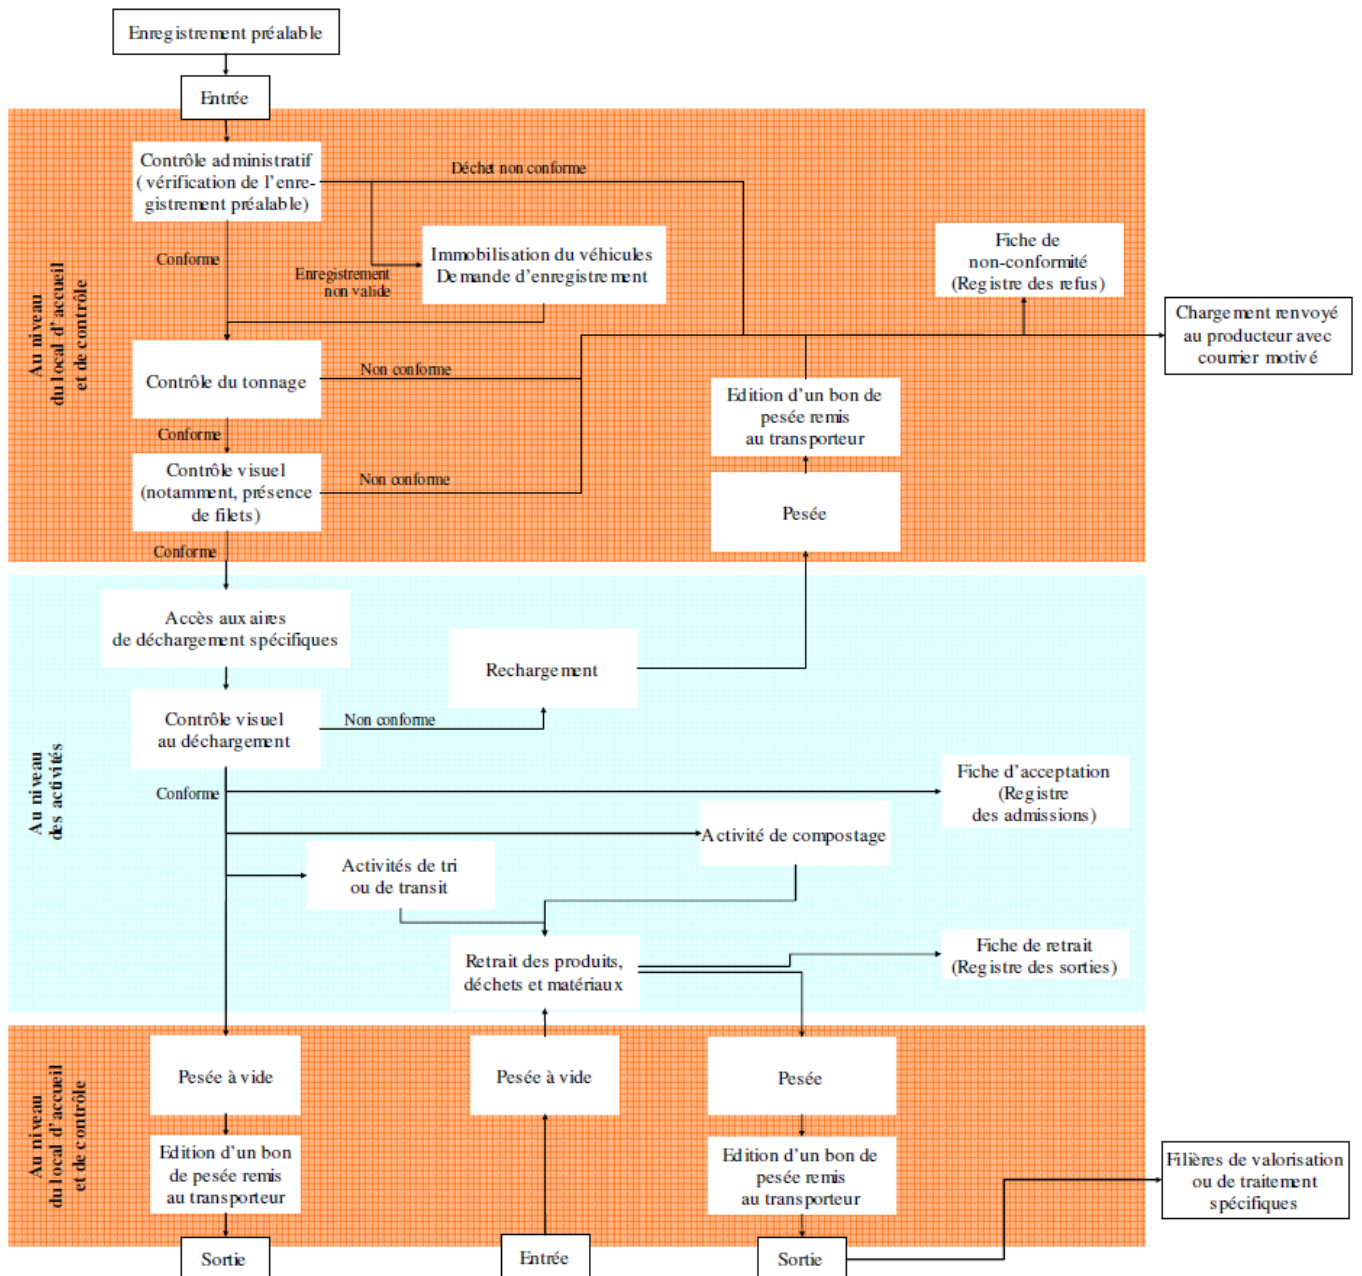 Enregistrement préalable
Entrée
Contrôle administratif
( vérification de l'enre-
gistrement préalable)
Déchet non conforme
Conforme
Enregistrement
non valide
Immobilisation du véhicules
Demande d'enregistrement
Fiche de
non-conformité
(Registre des refus)
Chargement renvoyé
au producteur avec
courrier motivé
Au niveau
du local d'accueil
et de contrôle
Contrôle du tonnage
Non conforme
Edition d'un bon de
pesée remis
au transporteur
Conforme
Contrôle visuel
(notamment, présence
de filets)
Non conforme
Pesée
Conforme
Accès aux aires
de déchargement spécifiques
Rechargement
Contrôle visuel
au déchargement
Non conforme
Au niveau
des activités
Conforme
Fiche d'acceptation
(Registre
des admissions)
Activité de compostage
Activités de tri
ou de transit
Retrait des produits,
déchets et matériaux
Fiche de retrait
(Registre des sorties)
Au niveau
du local d'accueil
et de contrôle
Pesée à vide
Pesée à vide
Pesée
Edition d'un bon
de pesée remis
au transporteur
Edition d'un bon de
pesée remis
au transporteur
Filières de valorisation
ou de traitement
spécifiques
Sortie
Entrée
Sortie